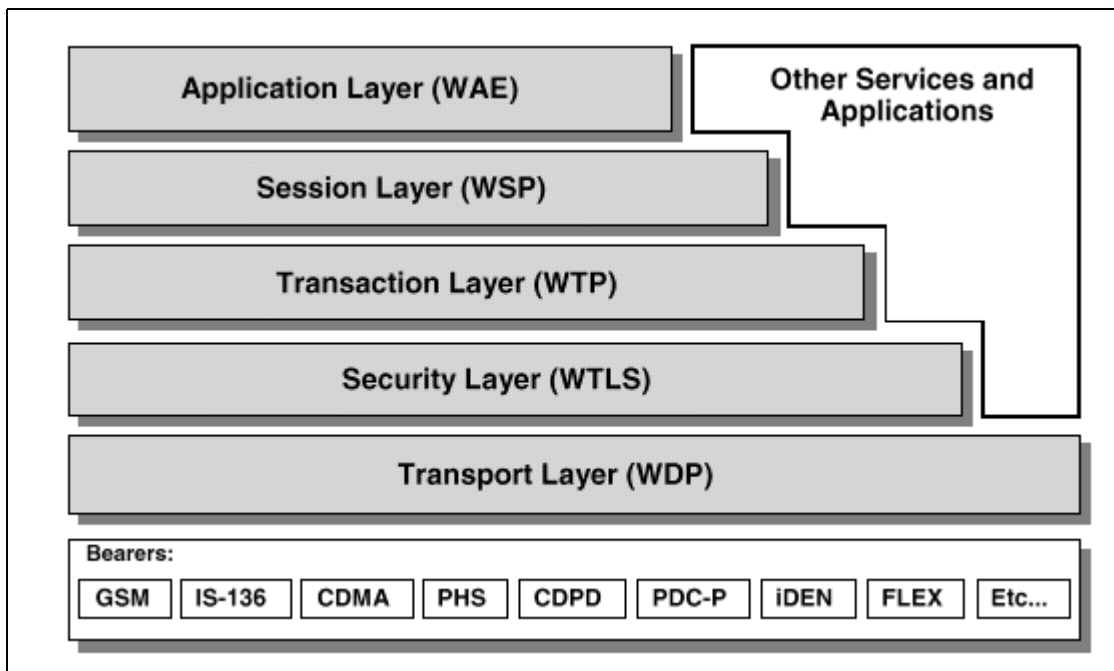 Application Layer (WAE)
Other Services and
Applications
Session Layer (WSP)
Transaction Layer (WTP)
Security Layer (WTLS)
Transport Layer (WDP)
Bearers:
GSM IS-136 CDMA PHS CDPD PDC-P iDEN FLEX Etc...